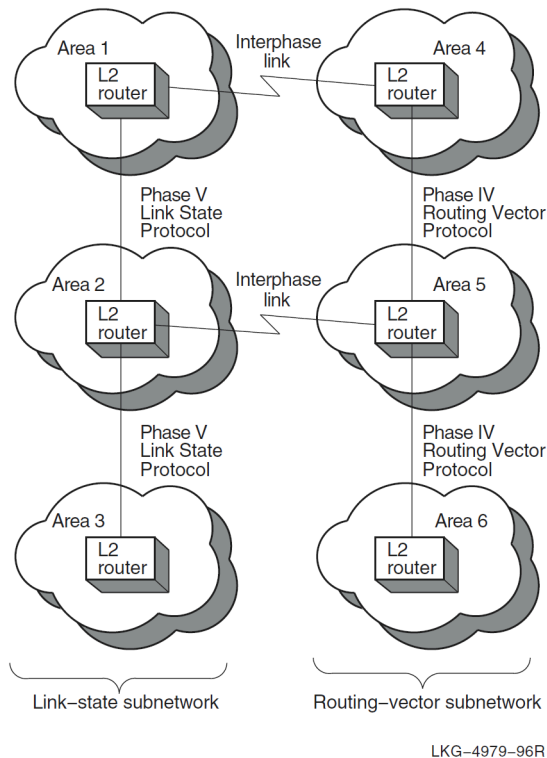 Area 1
L2
router
Interphase
link
Area 4
L2
router
Phase V
Link State
Protocol
Phase IV
Routing Vector
Protocol
Area 2
L2
router
Interphase
link
Area 5
L2
router
Phase V
Link State
Protocol
Phase IV
Routing Vector
Protocol
Area 3
L2
router
Area 6
L2
router
Link–state subnetwork
Routing–vector subnetwork
LKG–4979–96R